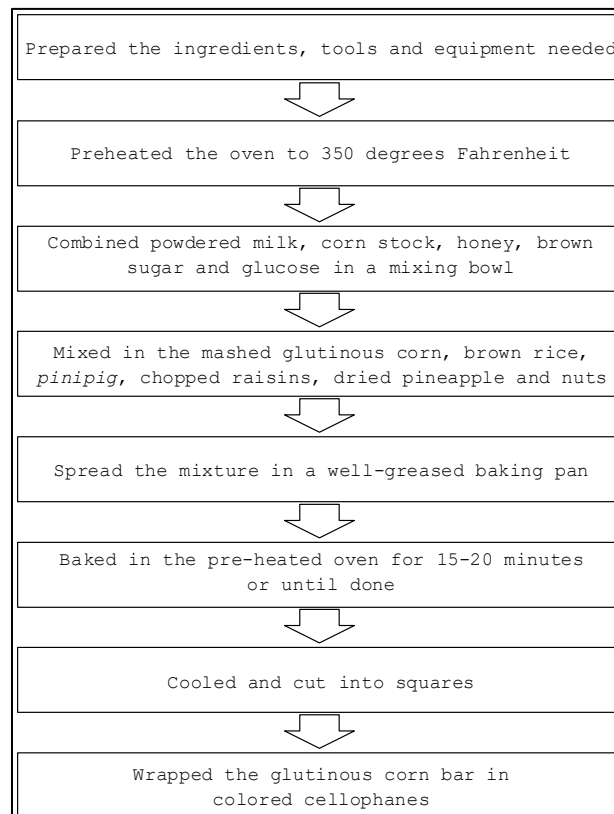 Prepared the ingredients, tools and equipment needed
Preheated the oven to 350 degrees Fahrenheit
Combined powdered milk, corn stock, honey, brown
sugar and glucose in a mixing bowl
Mixed in the mashed glutinous corn, brown rice,
pinipig, chopped raisins, dried pineapple and nuts
Spread the mixture in a well-greased baking pan
Baked in the pre-heated oven for 15-20 minutes
or until done
Cooled and cut into squares
Wrapped the glutinous corn bar in
colored cellophanes